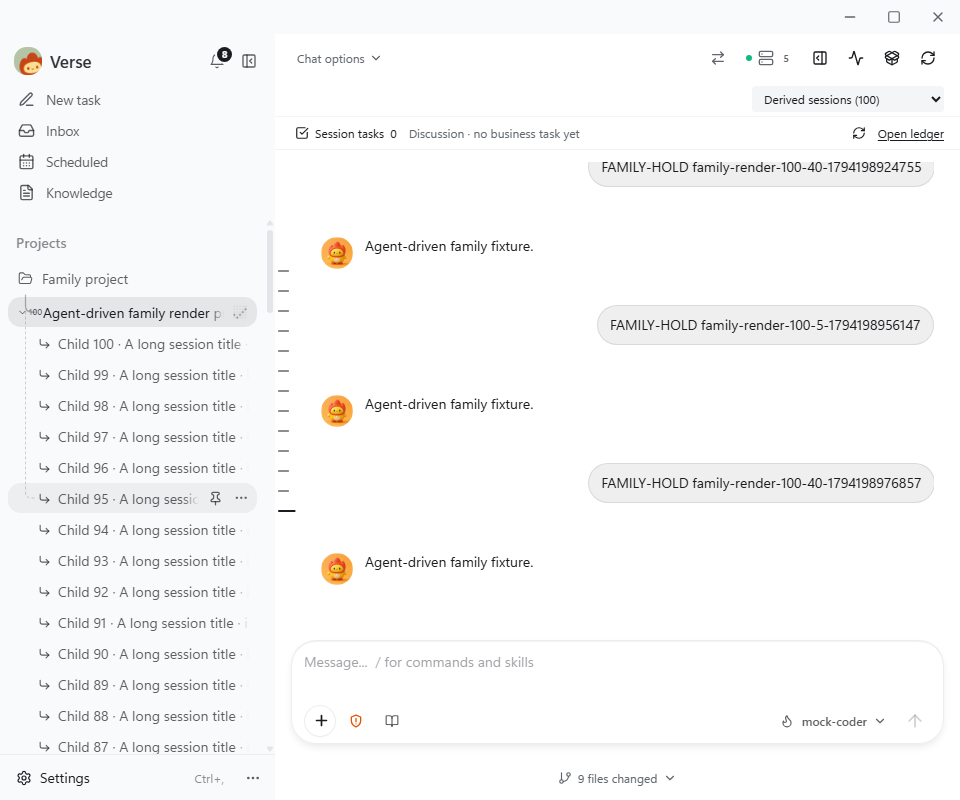 Verse
8
New task
Inbox
Scheduled
Knowledge
Projects
Family project
100 Agent-driven family render p
Child 100 · A long session title
Child 99 · A long session title ·
Child 98 · A long session title ·
Child 97 · A long session title ·
Child 96 · A long session title ·
Child 95 · A long sessic
Child 94 · A long session title ·
Child 93 · A long session title ·
Child 92 · A long session title ·
Child 91 · A long session title ·
Child 90 · A long session title ·
Child 89 · A long session title ·
Child 88 · A long session title ·
Child 87 · A long session title ·
Settings
Ctrl+,
Chat options
5
Derived sessions (100)
Session tasks 0 Discussion · no business task yet
Open ledger
FAMILY-HOLD family-render-100-40-1794198924755
Agent-driven family fixture.
FAMILY-HOLD family-render-100-5-1794198956147
Agent-driven family fixture.
FAMILY-HOLD family-render-100-40-1794198976857
Agent-driven family fixture.
Message... / for commands and skills
mock-coder
9 files changed